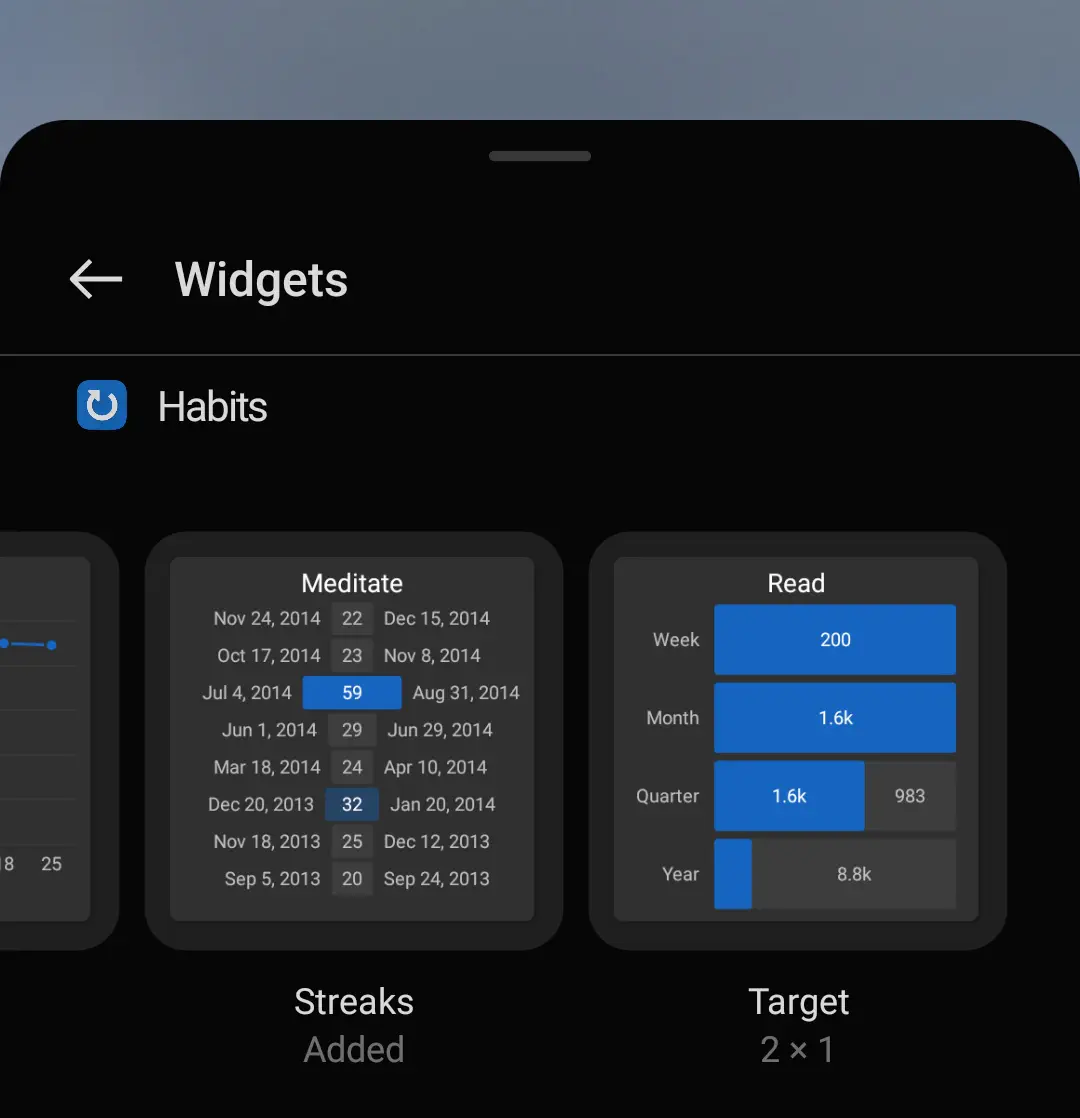 Widgets
Habits
18 25
Meditate
Nov 24, 2014 22 Dec 15, 2014
Oct 17, 2014 23 Nov 8, 2014
Jul 4, 2014 59 Aug 31, 2014
Jun 1, 2014 29 Jun 29, 2014
Mar 18, 2014 24 Apr 10, 2014
Dec 20, 2013 32 Jan 20, 2014
Nov 18, 2013 25 Dec 12, 2013
Sep 5, 2013 20 Sep 24, 2013
Streaks
Added
Read
Week 200
Month 1.6k
Quarter 1.6k 983
Year 8.8k
Target
2 × 1